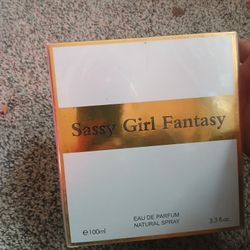 Sassy Girl Fantasy
EAU DE PARFUM
NATURAL SPRAY
℮100ml
3.3 fl.oz